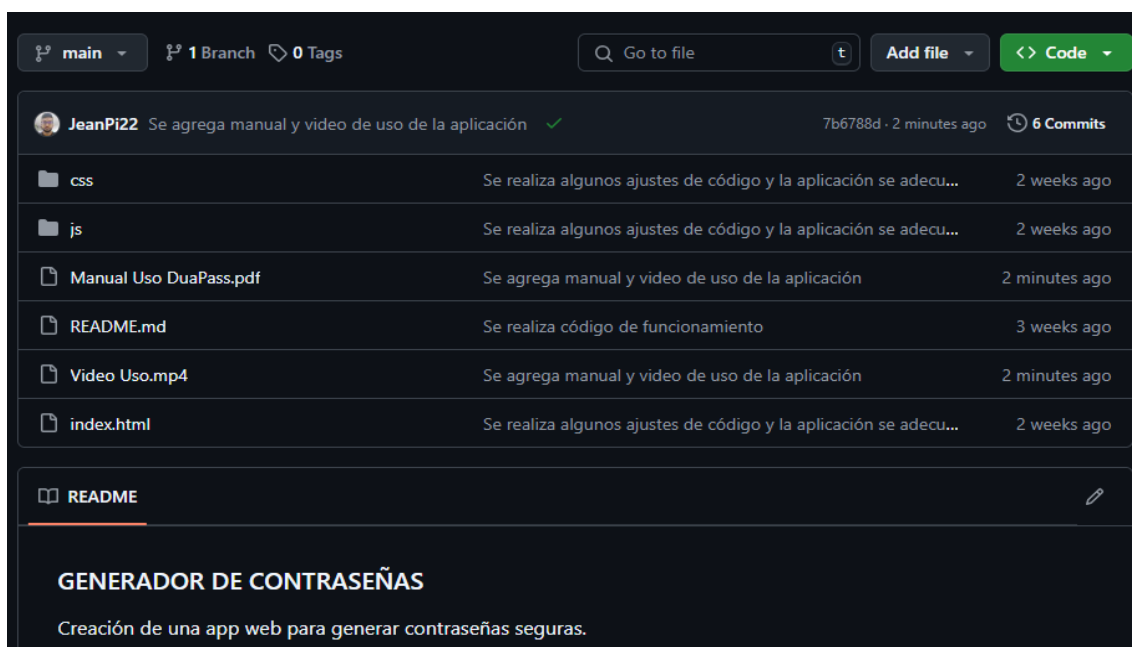 main 1 Branch 0 Tags Go to file t Add file <> Code
JeanPi22 Se agrega manual y video de uso de la aplicación 7b6788d · 2 minutes ago 6 Commits
css Se realiza algunos ajustes de código y la aplicación se adecu... 2 weeks ago
js Se realiza algunos ajustes de código y la aplicación se adecu... 2 weeks ago
Manual Uso DuaPass.pdf Se agrega manual y video de uso de la aplicación 2 minutes ago
README.md Se realiza código de funcionamiento 3 weeks ago
Video Uso.mp4 Se agrega manual y video de uso de la aplicación 2 minutes ago
index.html Se realiza algunos ajustes de código y la aplicación se adecu... 2 weeks ago
README
GENERADOR DE CONTRASEÑAS
Creación de una app web para generar contraseñas seguras.